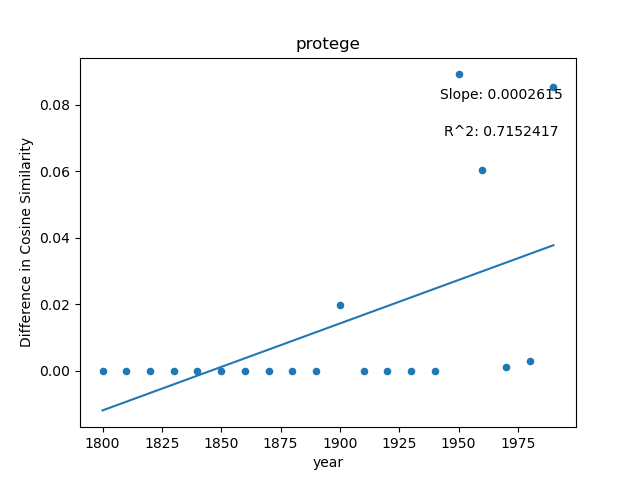 protege
Slope: 0.0002615
R^2: 0.7152417
Difference in Cosine Similarity
0.08
0.06
0.04
0.02
0.00
1800 1825 1850 1875 1900 1925 1950 1975
year